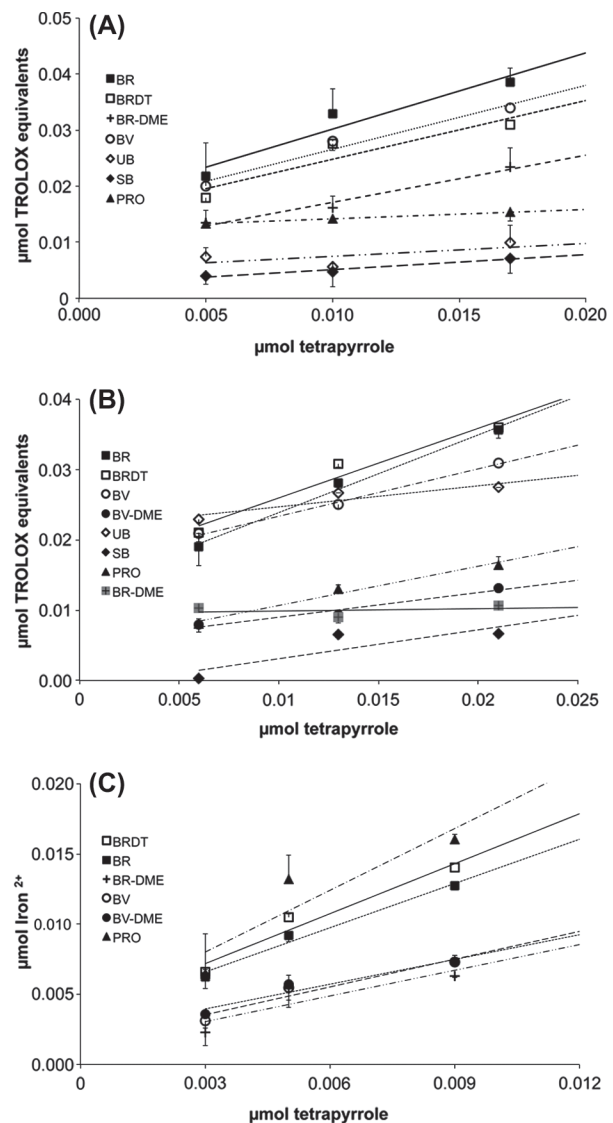 (A)
µmol TROLOX equivalents
0.05
0.04
0.03
0.02
0.01
0
BR
BRDT
BR-DME
BV
UB
SB
PRO
0.000
0.005
0.010
0.015
0.020
µmol tetrapyrrole
(B)
µmol TROLOX equivalents
0.04
0.03
0.02
0.01
0.00
BR
BRDT
BV
BV-DME
UB
SB
PRO
BR-DME
0
0.005
0.010
0.015
0.020
0.025
µmol tetrapyrrole
(C)
µmol Iron 2+
0.020
0.015
0.010
0.005
0.000
BRDT
BR
BR-DME
BV
BV-DME
PRO
0
0.003
0.006
0.009
0.012
µmol tetrapyrrole